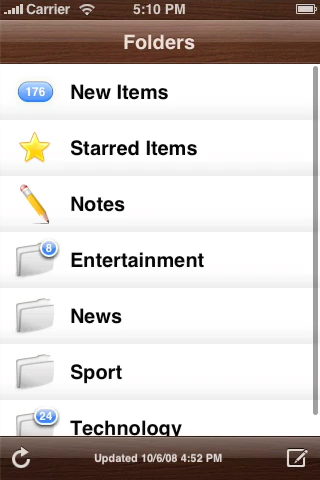 Carrier 5:10 PM
Folders
176 New Items
Starred Items
Notes
8 Entertainment
News
Sport
24 Technology
Updated 10/6/08 4:52 PM